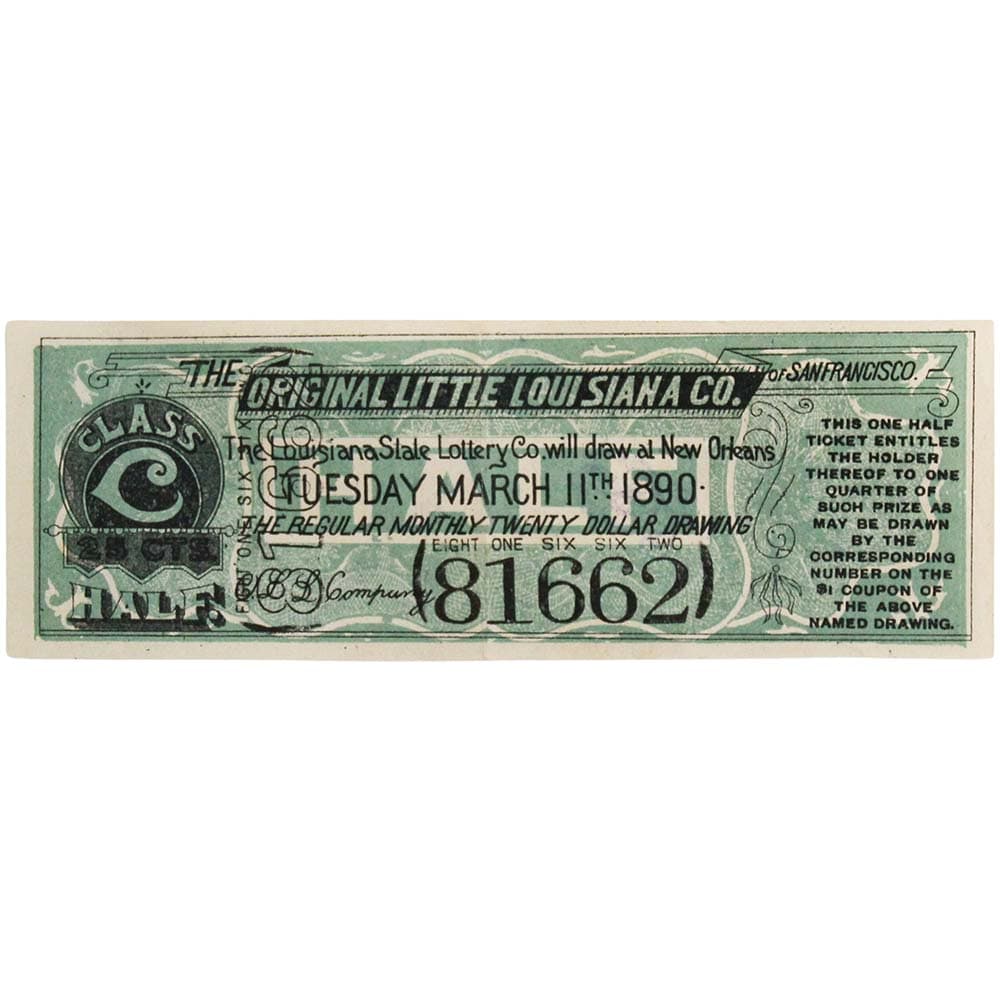 THE ORIGINAL LITTLE LOUISIANA CO. OF SAN FRANCISCO.
CLASS
C
25 CTS.
HALF.
The Louisiana State Lottery Co. will draw at New Orleans
HALF
TUESDAY MARCH 11TH 1890.
THE REGULAR MONTHLY TWENTY DOLLAR DRAWING
EIGHT ONE SIX SIX TWO
(81662)
O.L.L. Company
THIS ONE HALF
TICKET ENTITLES
THE HOLDER
THEREOF TO ONE
QUARTER OF
SUCH PRIZE AS
MAY BE DRAWN
BY THE
CORRESPONDING
NUMBER ON THE
$1 COUPON OF
THE ABOVE
NAMED DRAWING.